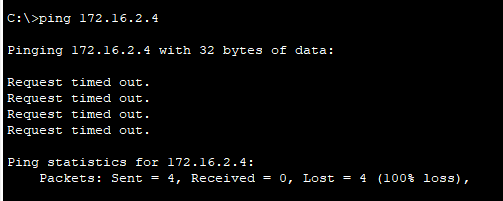 C:\>ping 172.16.2.4
Pinging 172.16.2.4 with 32 bytes of data:
Request timed out.
Request timed out.
Request timed out.
Request timed out.
Ping statistics for 172.16.2.4:
Packets: Sent = 4, Received = 0, Lost = 4 (100% loss),